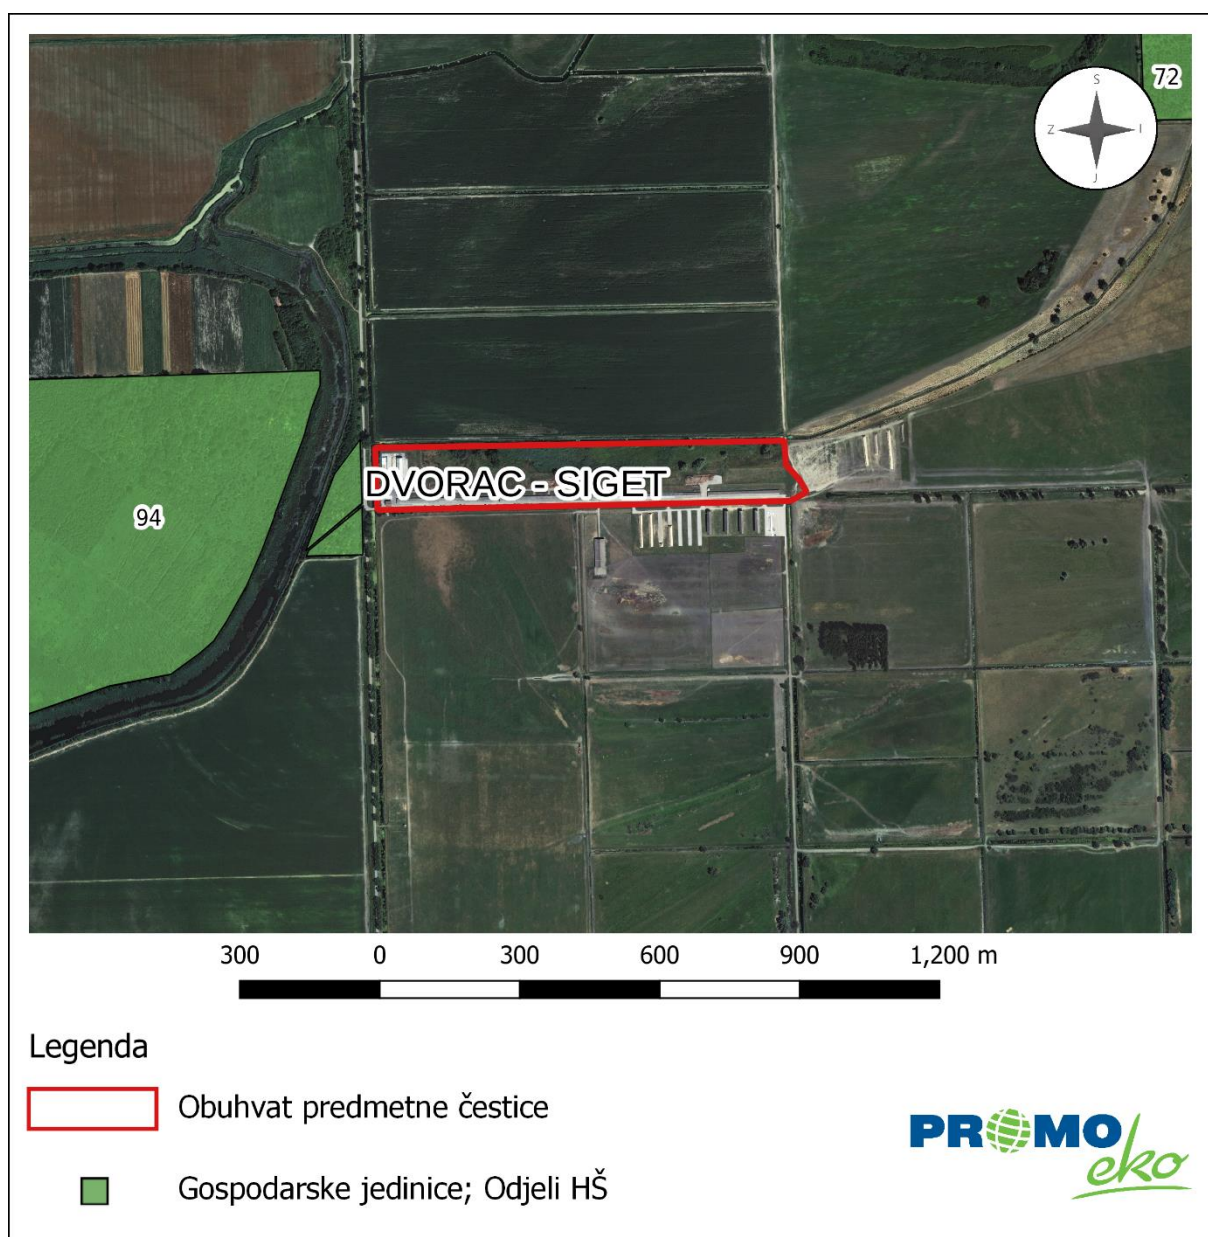 72
S
Z
I
J
DVORAC - SIGET
94
300 0 300 600 900 1,200 m
Legenda
Obuhvat predmetne čestice
Gospodarske jedinice; Odjeli HŠ
PROMO
eko